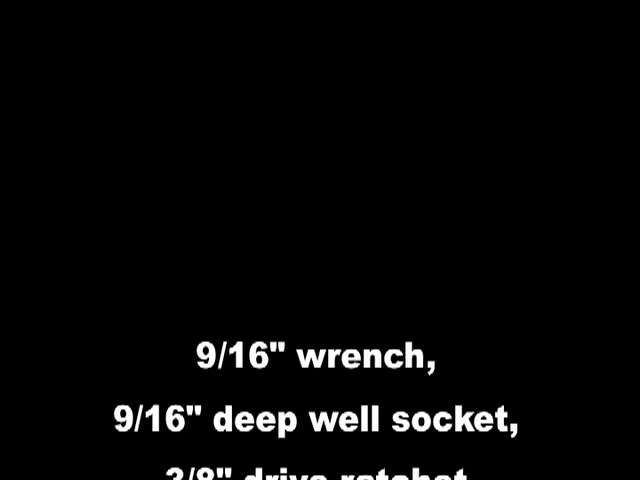 9/16" wrench,
9/16" deep well socket,
3/8" drive ratchet